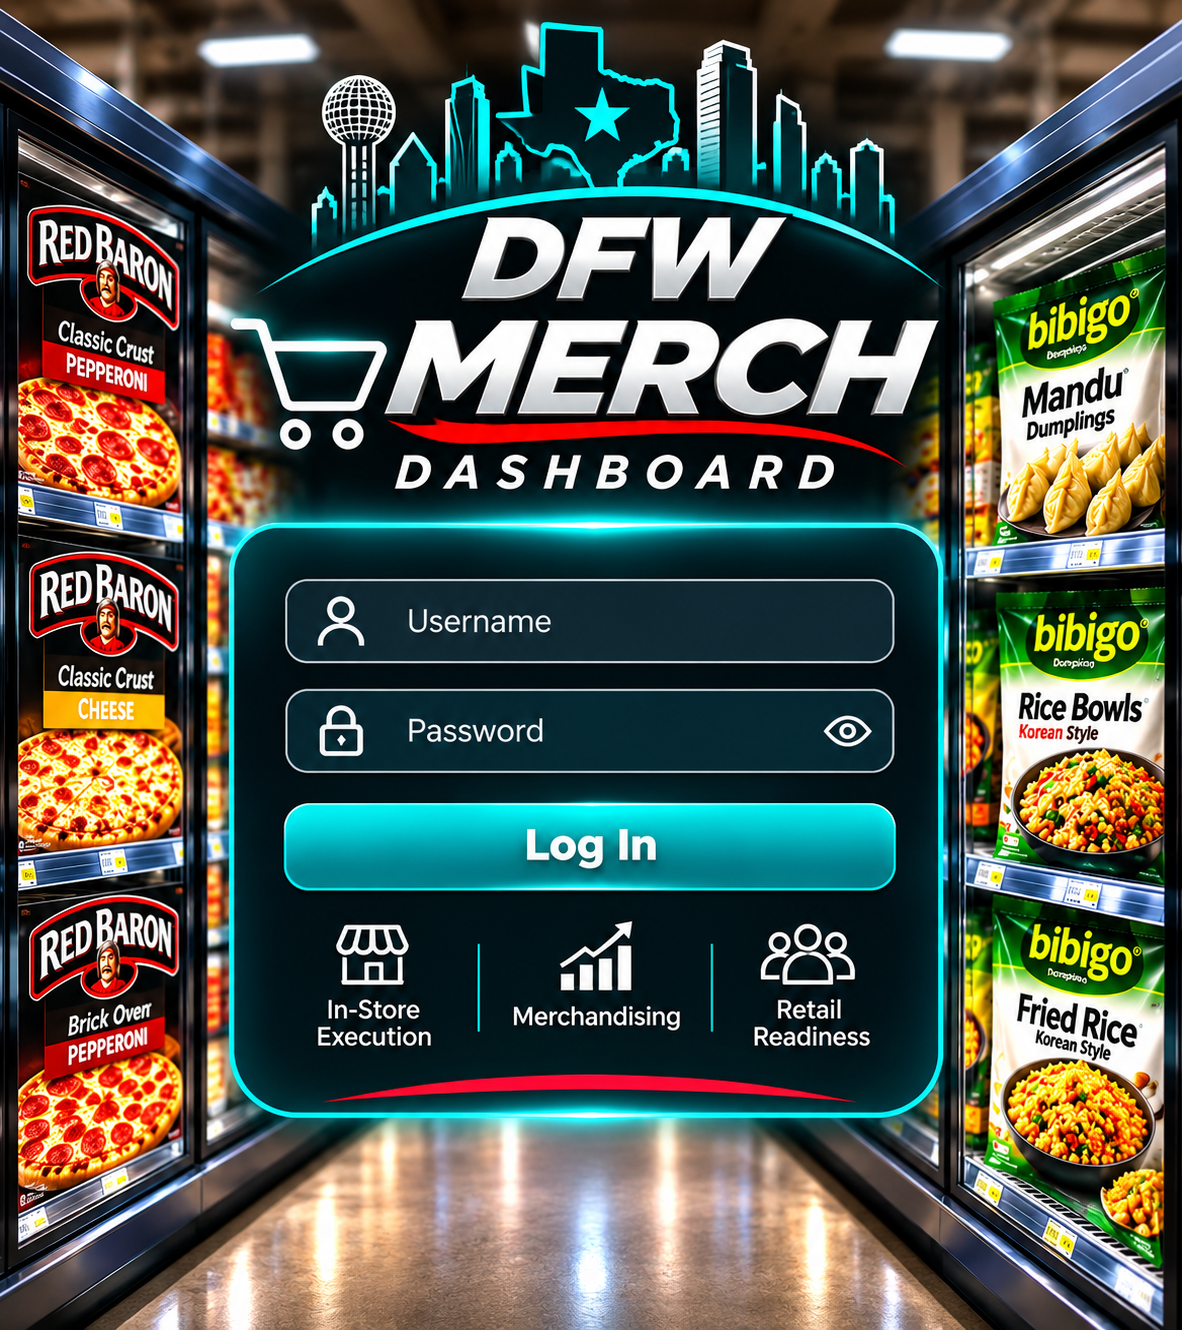 DFW
MERCH
DASHBOARD
Username
Password
Log In
In-Store
Execution
Merchandising
Retail
Readiness
RED BARON
Classic Crust
PEPPERONI
RED BARON
Classic Crust
CHEESE
RED BARON
Brick Overr
PEPPERONI
bibigo
Mandu
Dumplings
bibigo
Rice Bowls
Korean Style
bibigo
Fried Rice
Korean Style